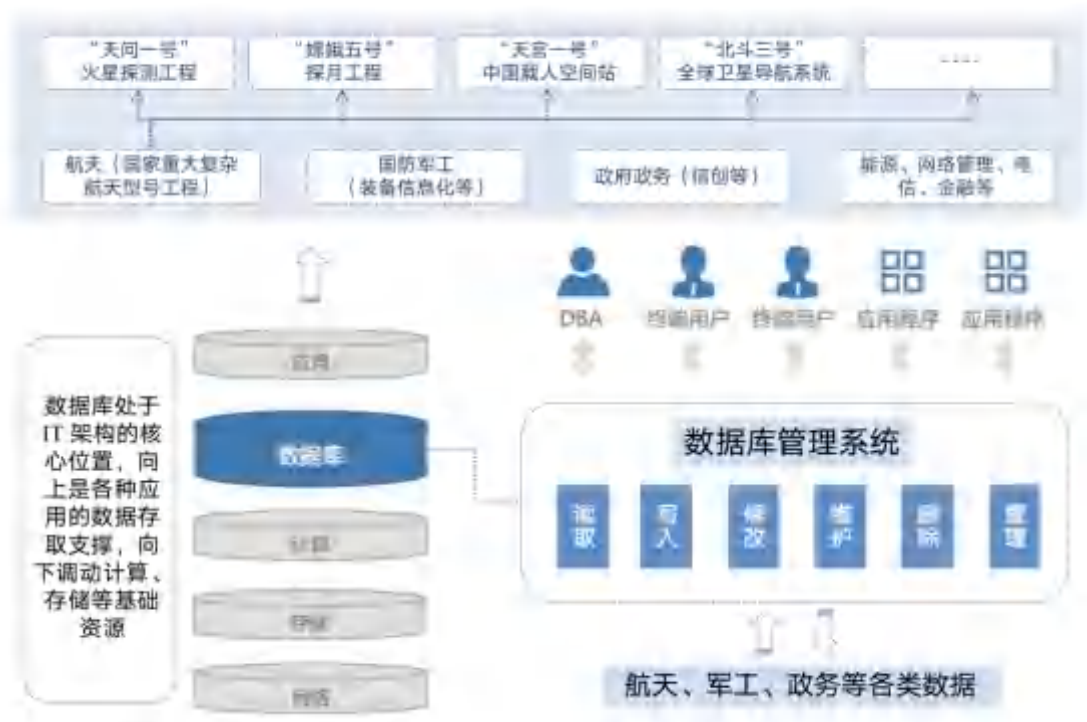 “天问一号”
火星探测工程
“嫦娥五号”
探月工程
“天宫一号”
中国载人空间站
“北斗三号”
全球卫星导航系统
航天（国家重大复杂
航天型号工程）
国防军工
（装备信息化等）
政府政务（信创等）
能源、网络管理、电
信、金融等
DBA
终端用户
终端用户
应用程序
应用程序
数据库处于
IT 架构的核
心位置，向
上是各种应
用的数据存
取支撑，向
下调动计算、
存储等基础
资源
应用
数据库
计算
存储
网络
数据库管理系统
读取
写入
修改
维护
删除
管理
航天、军工、政务等各类数据